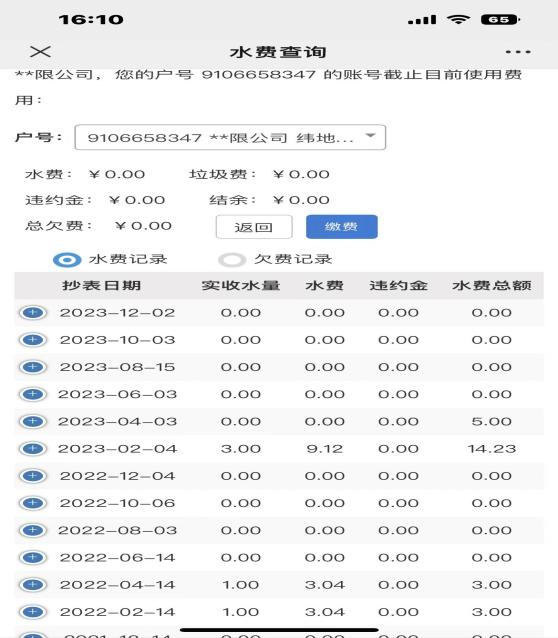 16:10
65
水费查询
**限公司，您的户号 9106658347 的账号截止目前使用费
用：
户号： 9106658347 **限公司 纬地...
水费：￥0.00 垃圾费：￥0.00
违约金：￥0.00 结余：￥0.00
总欠费：￥0.00 返回 缴费
水费记录 欠费记录
抄表日期 实收水量 水费 违约金 水费总额
2023-12-02 0.00 0.00 0.00 0.00
2023-10-03 0.00 0.00 0.00 0.00
2023-08-15 0.00 0.00 0.00 0.00
2023-06-03 0.00 0.00 0.00 0.00
2023-04-03 0.00 0.00 0.00 5.00
2023-02-04 3.00 9.12 0.00 14.23
2022-12-04 0.00 0.00 0.00 0.00
2022-10-06 0.00 0.00 0.00 0.00
2022-08-03 0.00 0.00 0.00 0.00
2022-06-14 0.00 0.00 0.00 0.00
2022-04-14 1.00 3.04 0.00 3.00
2022-02-14 1.00 3.04 0.00 3.00